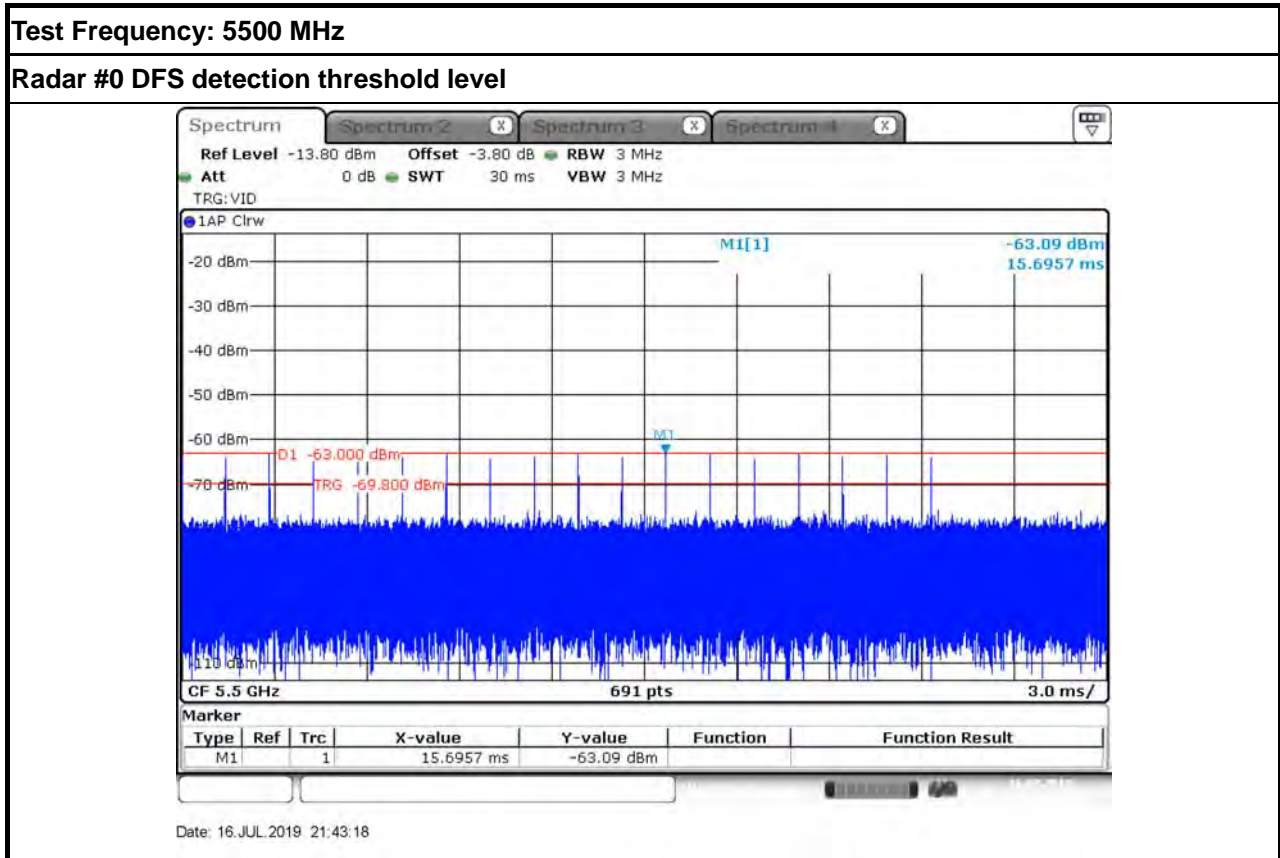 Test Frequency: 5500 MHz
Radar #0 DFS detection threshold level
Spectrum Spectrum 2 X Spectrum 3 X Spectrum 4 X
Ref Level -13.80 dBm Offset -3.80 dB RBW 3 MHz
Att 0 dB SWT 30 ms VBW 3 MHz
TRG:VID
1AP Clrw
M1[1] -63.09 dBm
15.6957 ms
-20 dBm
-30 dBm
-40 dBm
-50 dBm
-60 dBm
M1
D1 -63.000 dBm
-70 dBm
TRG -69.800 dBm
-110 dBm
CF 5.5 GHz 691 pts 3.0 ms/
Marker
Type Ref Trc X-value Y-value Function Function Result
M1 1 15.6957 ms -63.09 dBm
Date: 16.JUL.2019 21:43:18